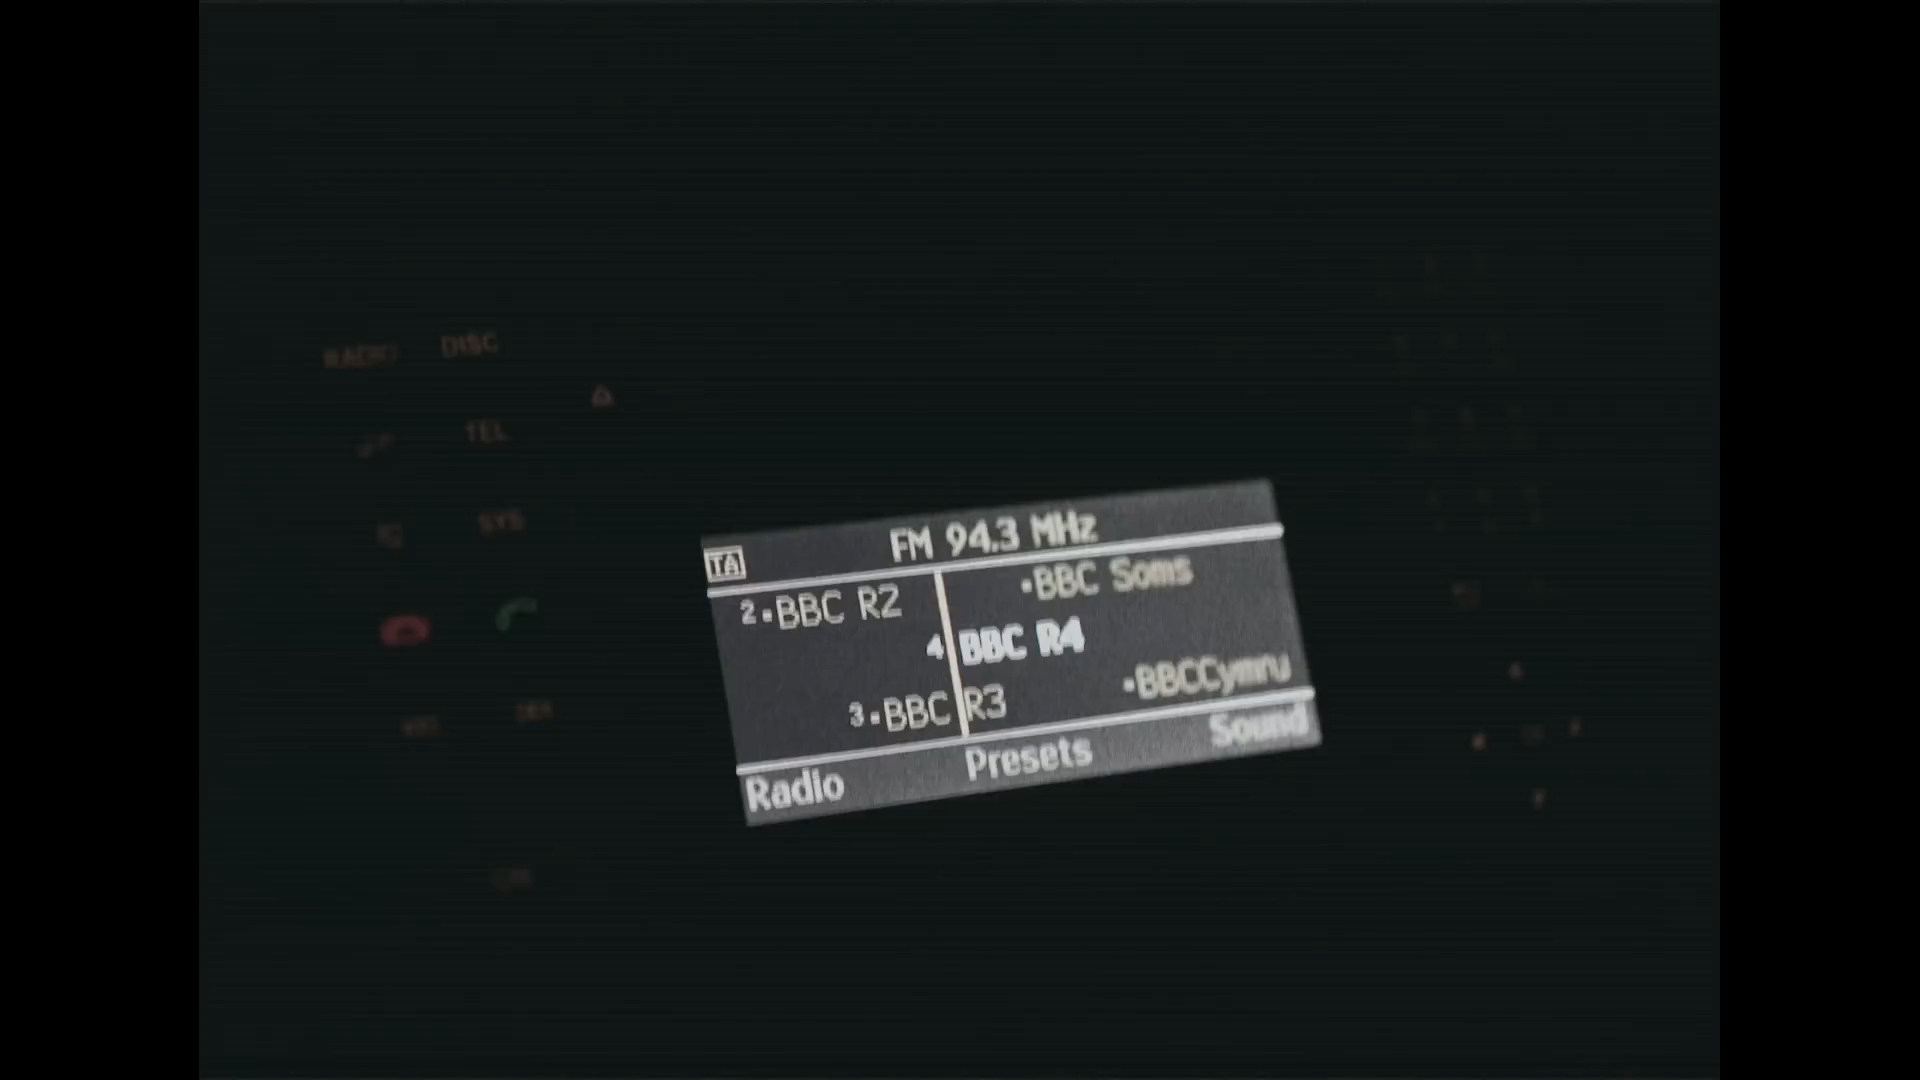 RADIO DISC
TEL
SYS
TA FM 94.3 MHz
2·BBC R2 ·BBC Soms
4 BBC R4
3·BBC R3 ·BBCCymru
Radio Presets Sound